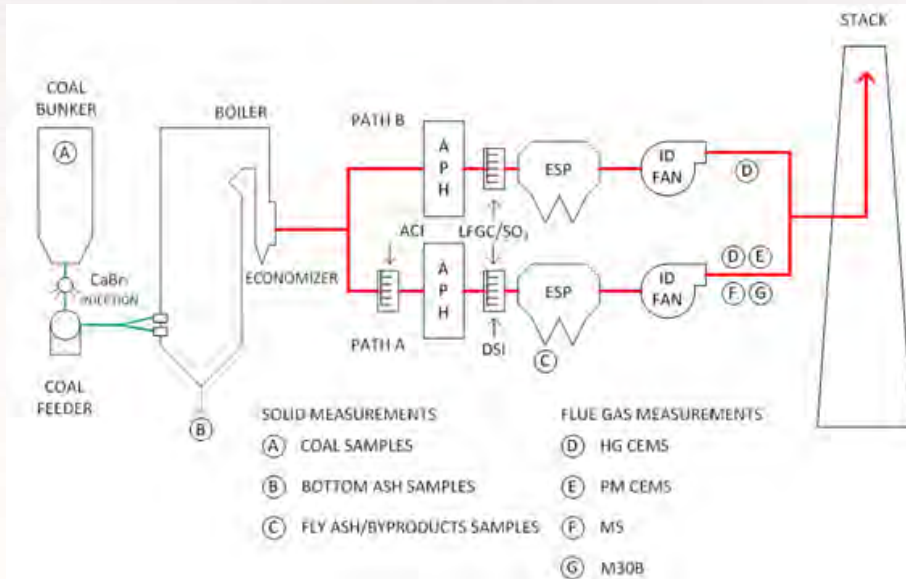 STACK
COAL
BUNKER
BOILER
PATH B
A
A
P
H
ESP
ID
FAN
D
ACI
LFGC/SO₃
INJECTION
ECONOMIZER
A
P
H
ESP
ID
FAN
D
E
F
G
PATH A
DSI
C
COAL
FEEDER
B
SOLID MEASUREMENTS
FLUE GAS MEASUREMENTS
A COAL SAMPLES
D HG CEMS
B BOTTOM ASH SAMPLES
E PM CEMS
C FLY ASH/BYPRODUCTS SAMPLES
F M5
G M30B